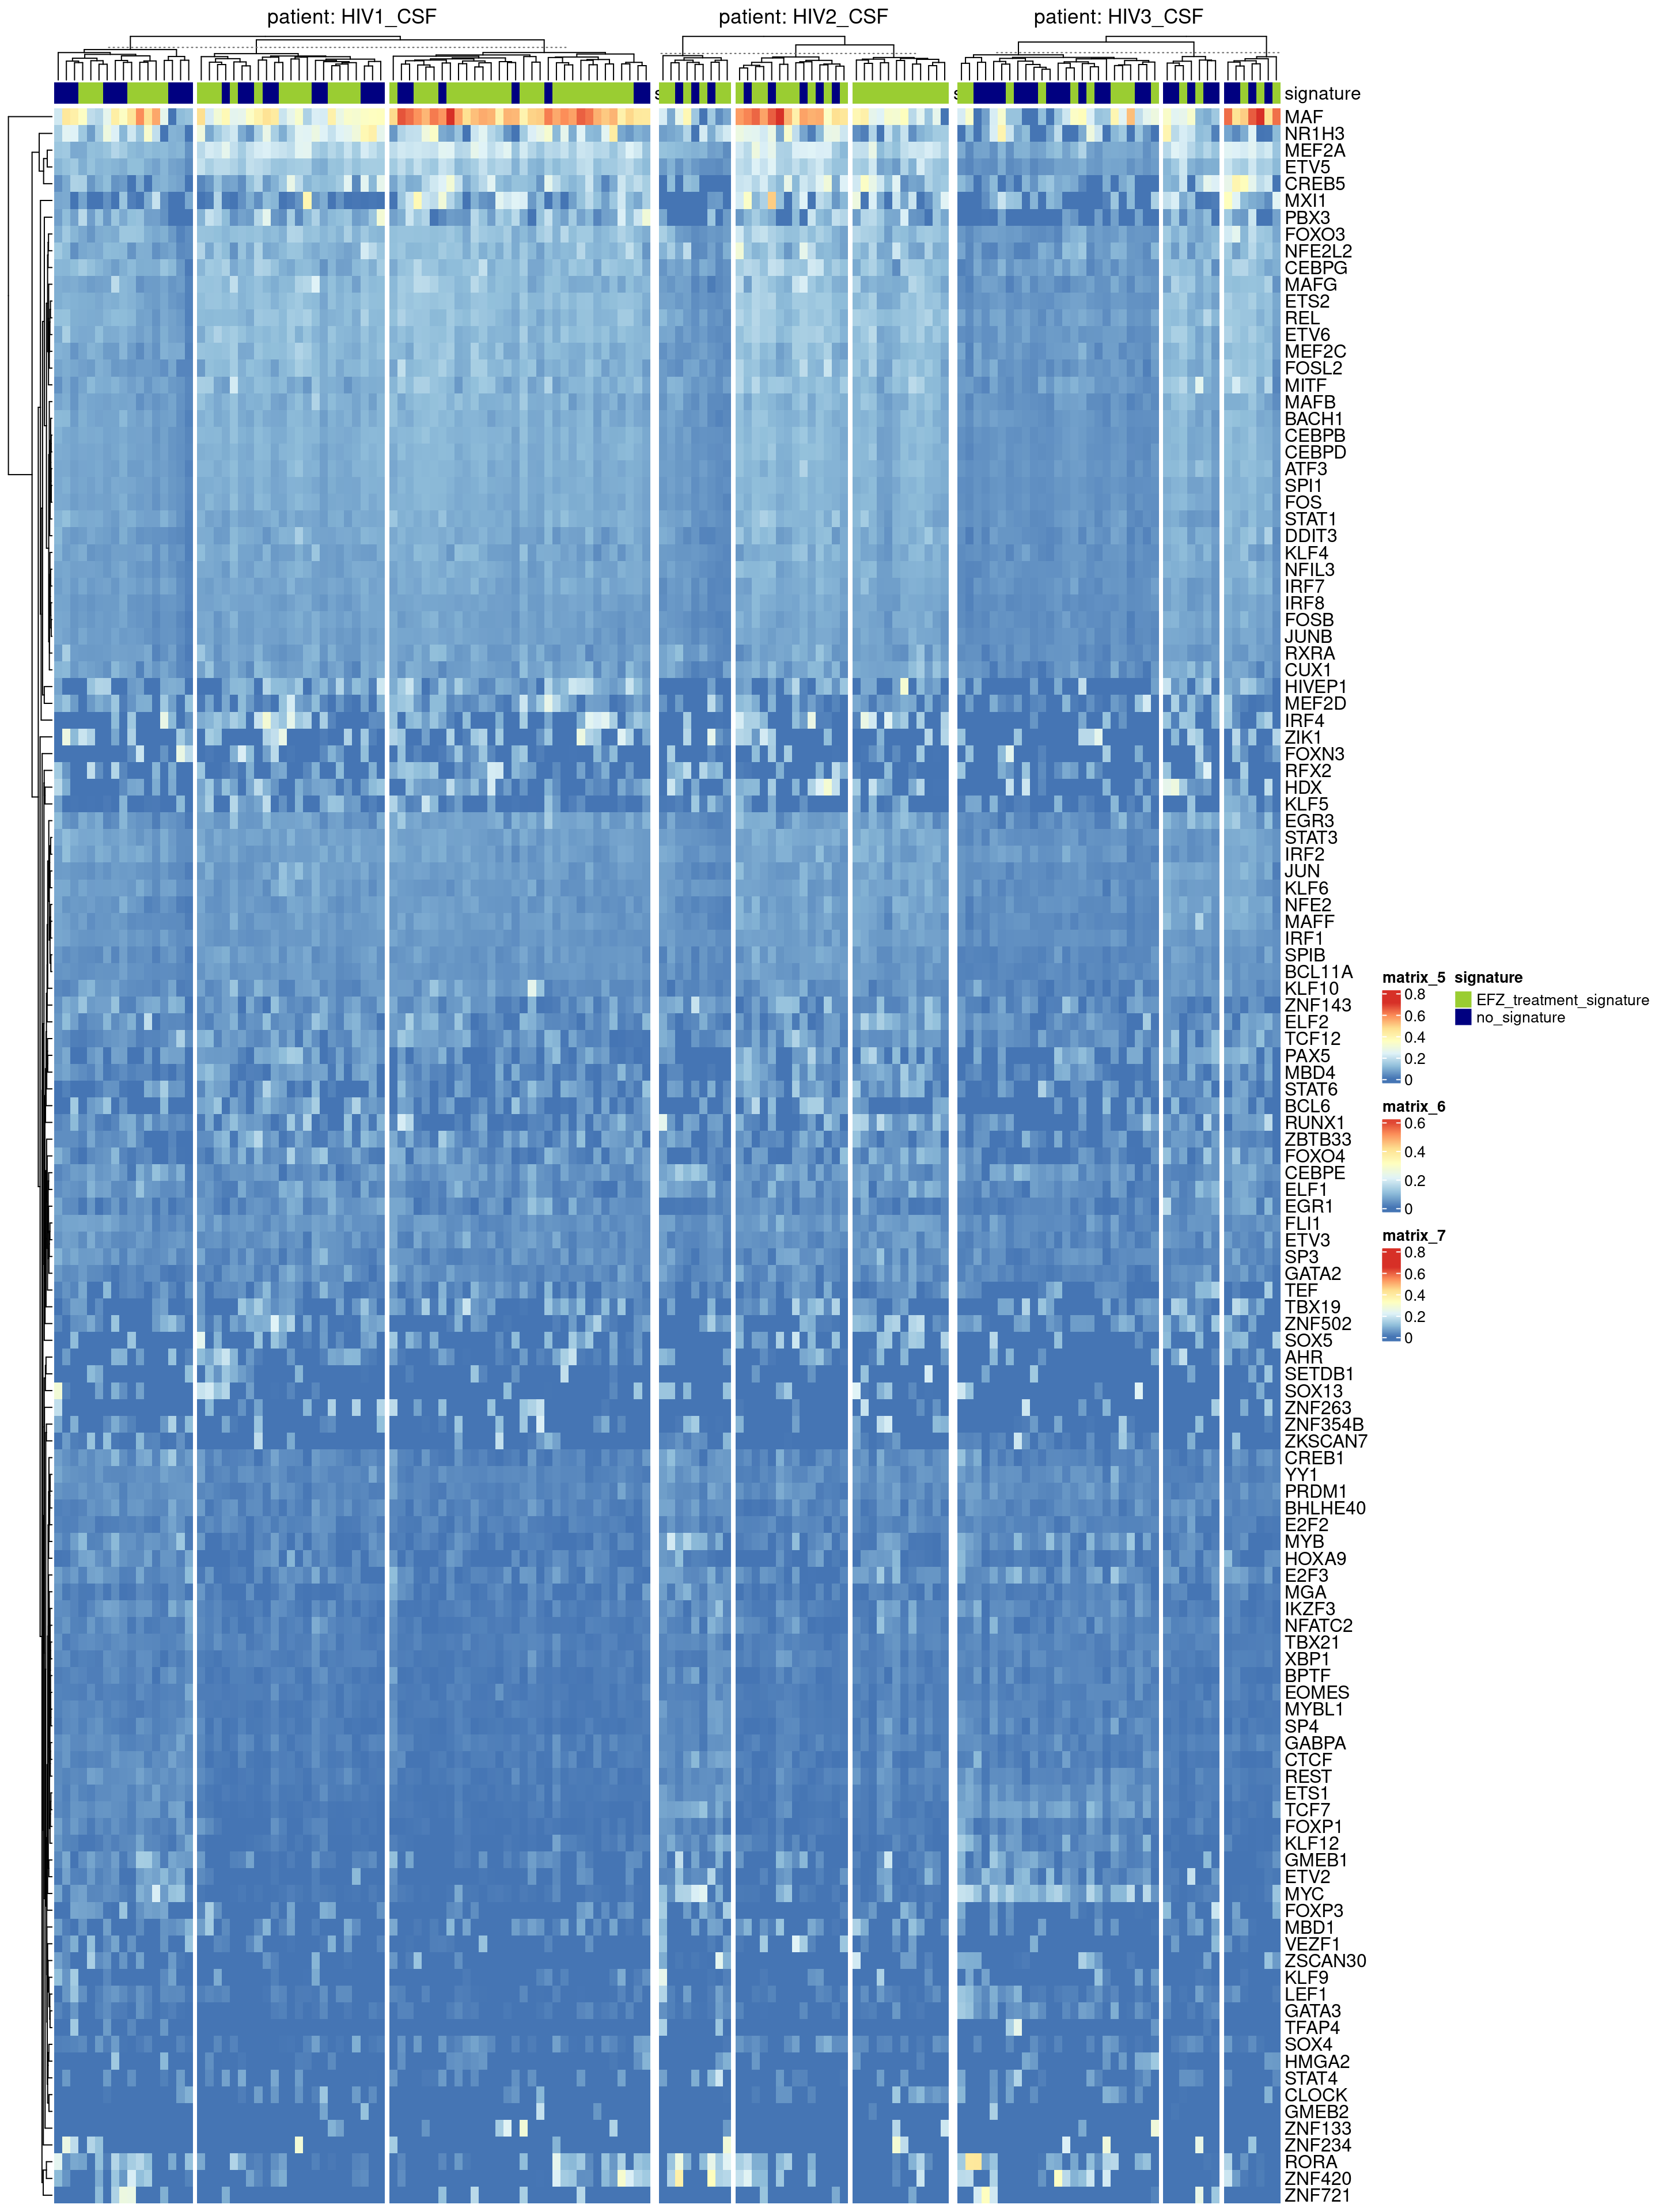 patient: HIV1_CSF
patient: HIV2_CSF
patient: HIV3_CSF
signature
MAF
NR1H3
MEF2A
ETV5
CREB5
MXI1
PBX3
FOXO3
NFE2L2
CEBPG
MAFG
ETS2
REL
ETV6
MEF2C
FOSL2
MITF
MAFB
BACH1
CEBPB
CEBPD
ATF3
SPI1
FOS
STAT1
DDIT3
KLF4
NFIL3
IRF7
IRF8
FOSB
JUNB
RXRA
CUX1
HIVEP1
MEF2D
IRF4
ZIK1
FOXN3
RFX2
HDX
KLF5
EGR3
STAT3
IRF2
JUN
KLF6
NFE2
MAFF
IRF1
SPIB
BCL11A
KLF10
ZNF143
ELF2
TCF12
PAX5
MBD4
STAT6
BCL6
RUNX1
ZBTB33
FOXO4
CEBPE
ELF1
EGR1
FLI1
ETV3
SP3
GATA2
TEF
TBX19
ZNF502
SOX5
AHR
SETDB1
SOX13
ZNF263
ZNF354B
ZKSCAN7
CREB1
YY1
PRDM1
BHLHE40
E2F2
MYB
HOXA9
E2F3
MGA
IKZF3
NFATC2
TBX21
XBP1
BPTF
EOMES
MYBL1
SP4
GABPA
CTCF
REST
ETS1
TCF7
FOXP1
KLF12
GMEB1
ETV2
MYC
FOXP3
MBD1
VEZF1
ZSCAN30
KLF9
LEF1
GATA3
TFAP4
SOX4
HMGA2
STAT4
CLOCK
GMEB2
ZNF133
ZNF234
RORA
ZNF420
ZNF721
matrix_5
0.8
0.6
0.4
0.2
0
matrix_6
0.6
0.4
0.2
0
matrix_7
0.8
0.6
0.4
0.2
0
signature
EFZ_treatment_signature
no_signature